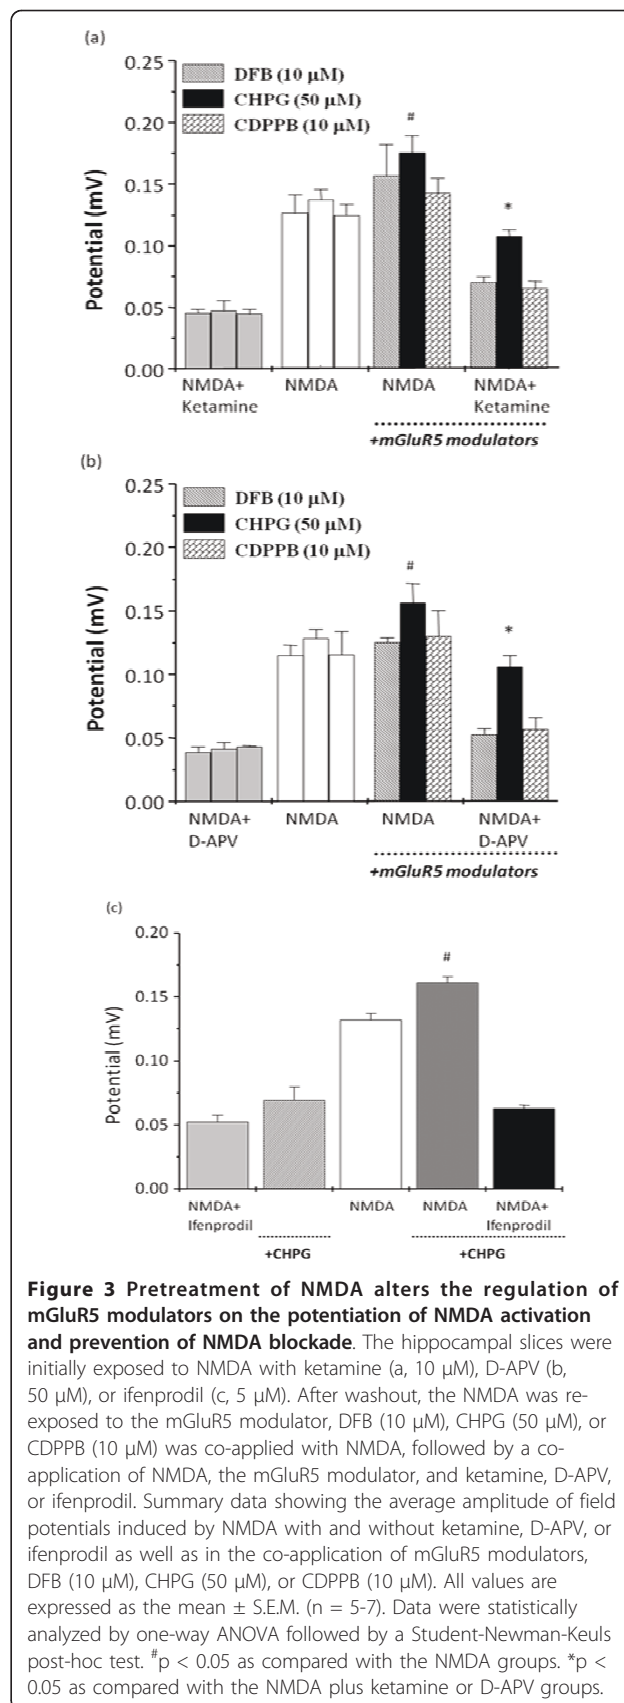 (a)
0.25
0.20
0.15
0.10
0.05
0.00
Potential (mV)
DFB (10 μM)
CHPG (50 μM)
CDPPB (10 μM)
#
*
NMDA+ NMDA NMDA NMDA+
Ketamine Ketamine
+mGluR5 modulators
(b)
0.25
0.20
0.15
0.10
0.05
0.00
Potential (mV)
DFB (10 μM)
CHPG (50 μM)
CDPPB (10 μM)
#
*
NMDA+ NMDA NMDA NMDA+
D-APV D-APV
+mGluR5 modulators
(c)
0.20
0.15
0.10
0.05
0.00
Potential (mV)
#
NMDA+ NMDA NMDA NMDA+
Ifenprodil Ifenprodil
+CHPG +CHPG
Figure 3 Pretreatment of NMDA alters the regulation of
mGluR5 modulators on the potentiation of NMDA activation
and prevention of NMDA blockade. The hippocampal slices were
initially exposed to NMDA with ketamine (a, 10 μM), D-APV (b,
50 μM), or ifenprodil (c, 5 μM). After washout, the NMDA was re-
exposed to the mGluR5 modulator, DFB (10 μM), CHPG (50 μM), or
CDPPB (10 μM) was co-applied with NMDA, followed by a co-
application of NMDA, the mGluR5 modulator, and ketamine, D-APV,
or ifenprodil. Summary data showing the average amplitude of field
potentials induced by NMDA with and without ketamine, D-APV, or
ifenprodil as well as in the co-application of mGluR5 modulators,
DFB (10 μM), CHPG (50 μM), or CDPPB (10 μM). All values are
expressed as the mean ± S.E.M. (n = 5-7). Data were statistically
analyzed by one-way ANOVA followed by a Student-Newman-Keuls
post-hoc test. #p < 0.05 as compared with the NMDA groups. *p <
0.05 as compared with the NMDA plus ketamine or D-APV groups.